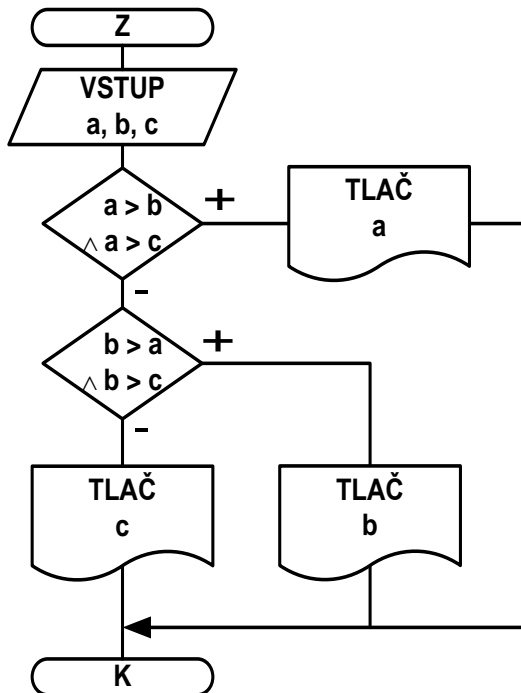 Z
VSTUP
a, b, c
a > b
∧ a > c
+
TLAČ
a
-
b > a
∧ b > c
+
-
TLAČ
c
TLAČ
b
K